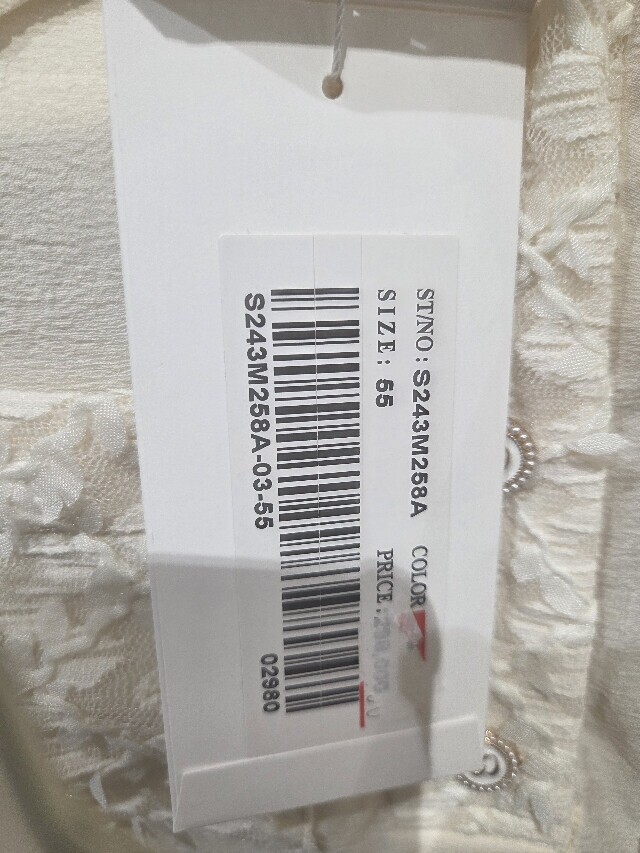 ST/NO: S243M258A COLOR
SIZE: 55 PRICE:
S243M258A-03-55 02980